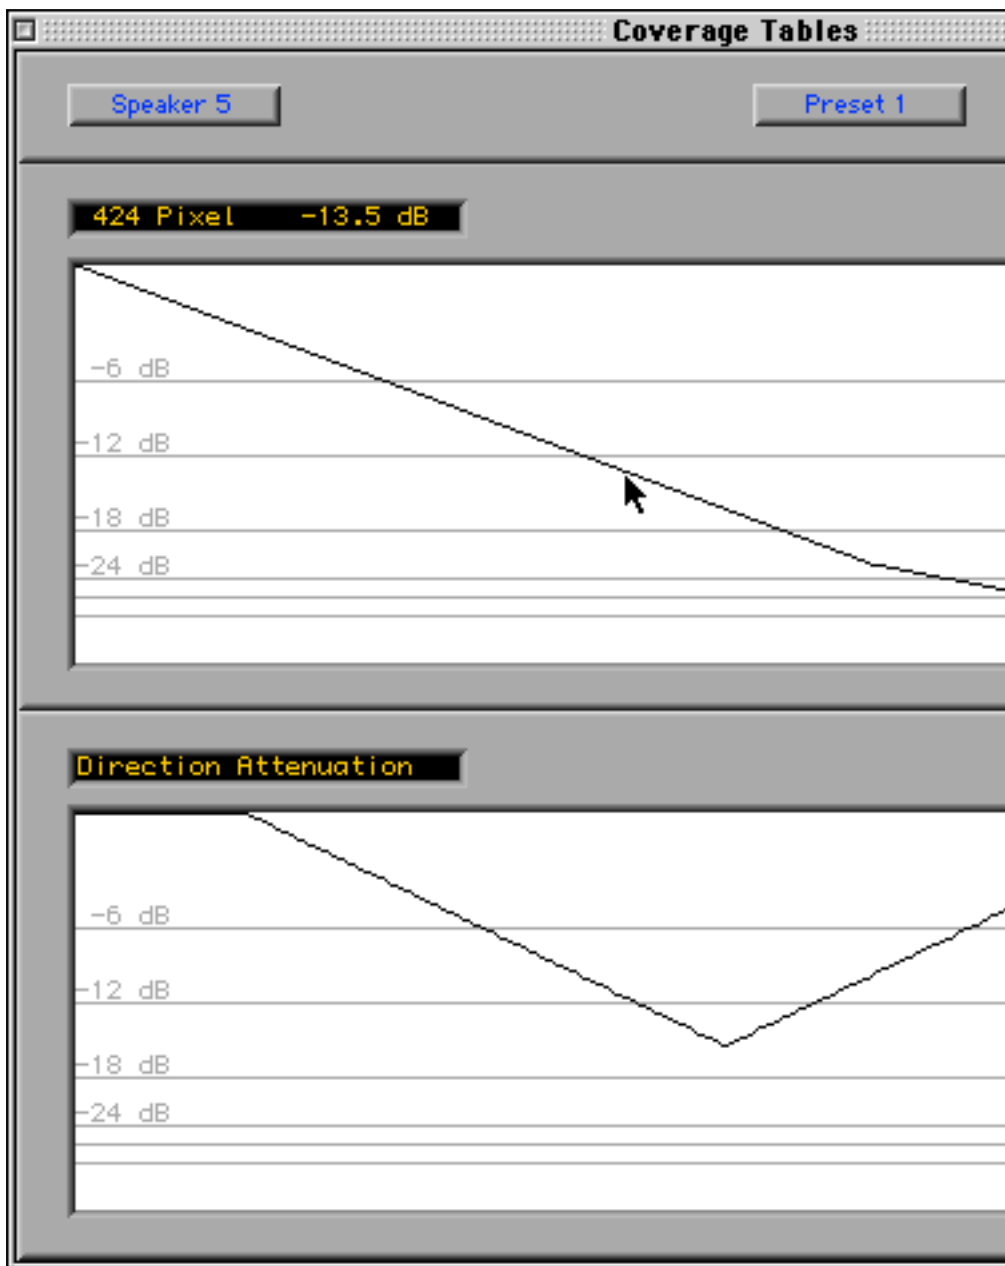 Coverage Tables
Speaker 5 Preset 1
424 Pixel -13.5 dB
-6 dB
-12 dB
-18 dB
-24 dB
Direction Attenuation
-6 dB
-12 dB
-18 dB
-24 dB